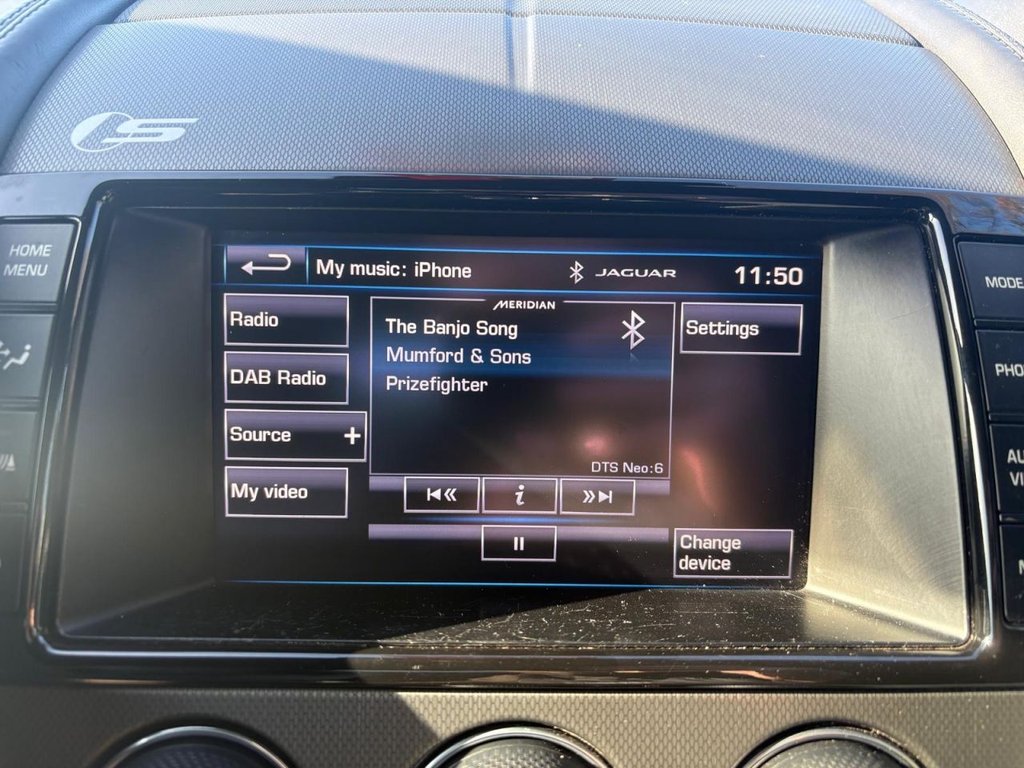 S
HOME
MENU
My music: iPhone
JAGUAR
11:50
MODE
Radio
MERIDIAN
The Banjo Song
Settings
Mumford & Sons
DAB Radio
Prizefighter
Source +
DTS Neo:6
My video
i
Change
device